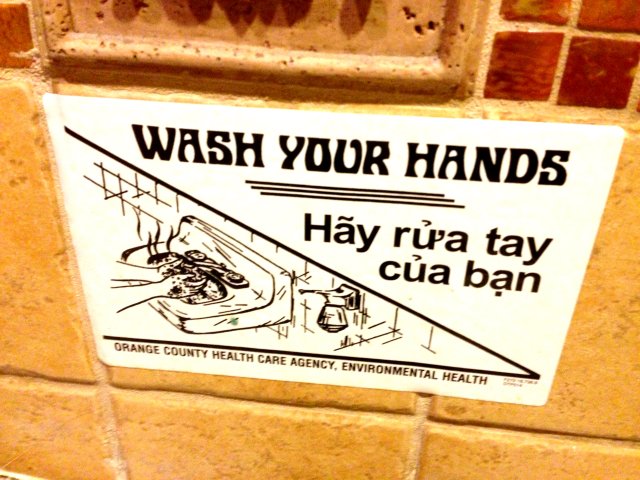 WASH YOUR HANDS
Hãy rửa tay
của bạn
ORANGE COUNTY HEALTH CARE AGENCY, ENVIRONMENTAL HEALTH